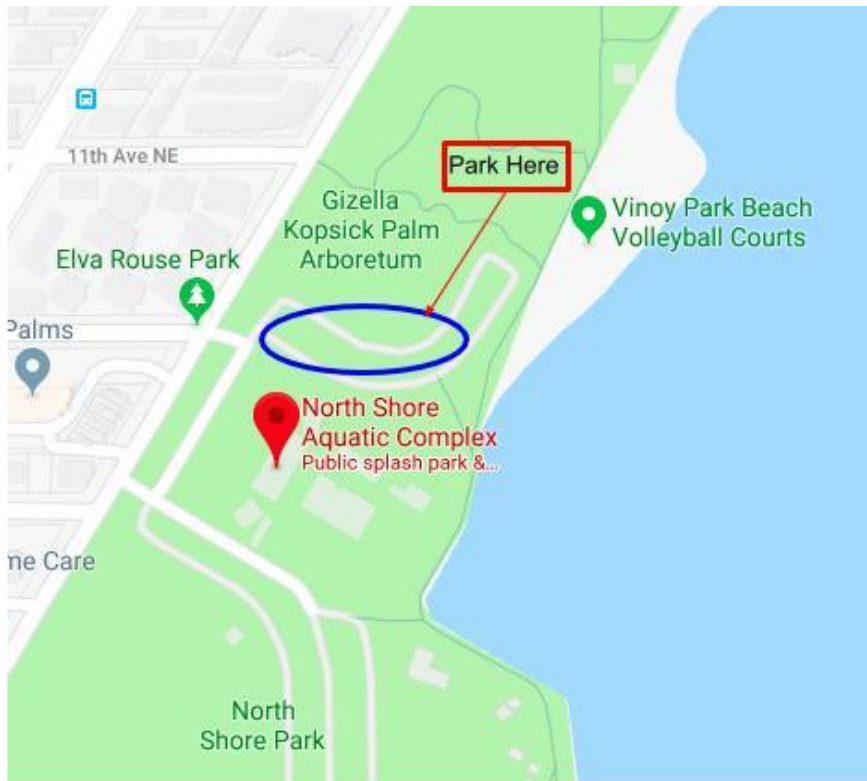 11th Ave NE
Park Here
Gizella
Kopsick Palm
Arboretum
Vinoy Park Beach
Volleyball Courts
Elva Rouse Park
Palms
North Shore
Aquatic Complex
Public splash park &...
me Care
North
Shore Park